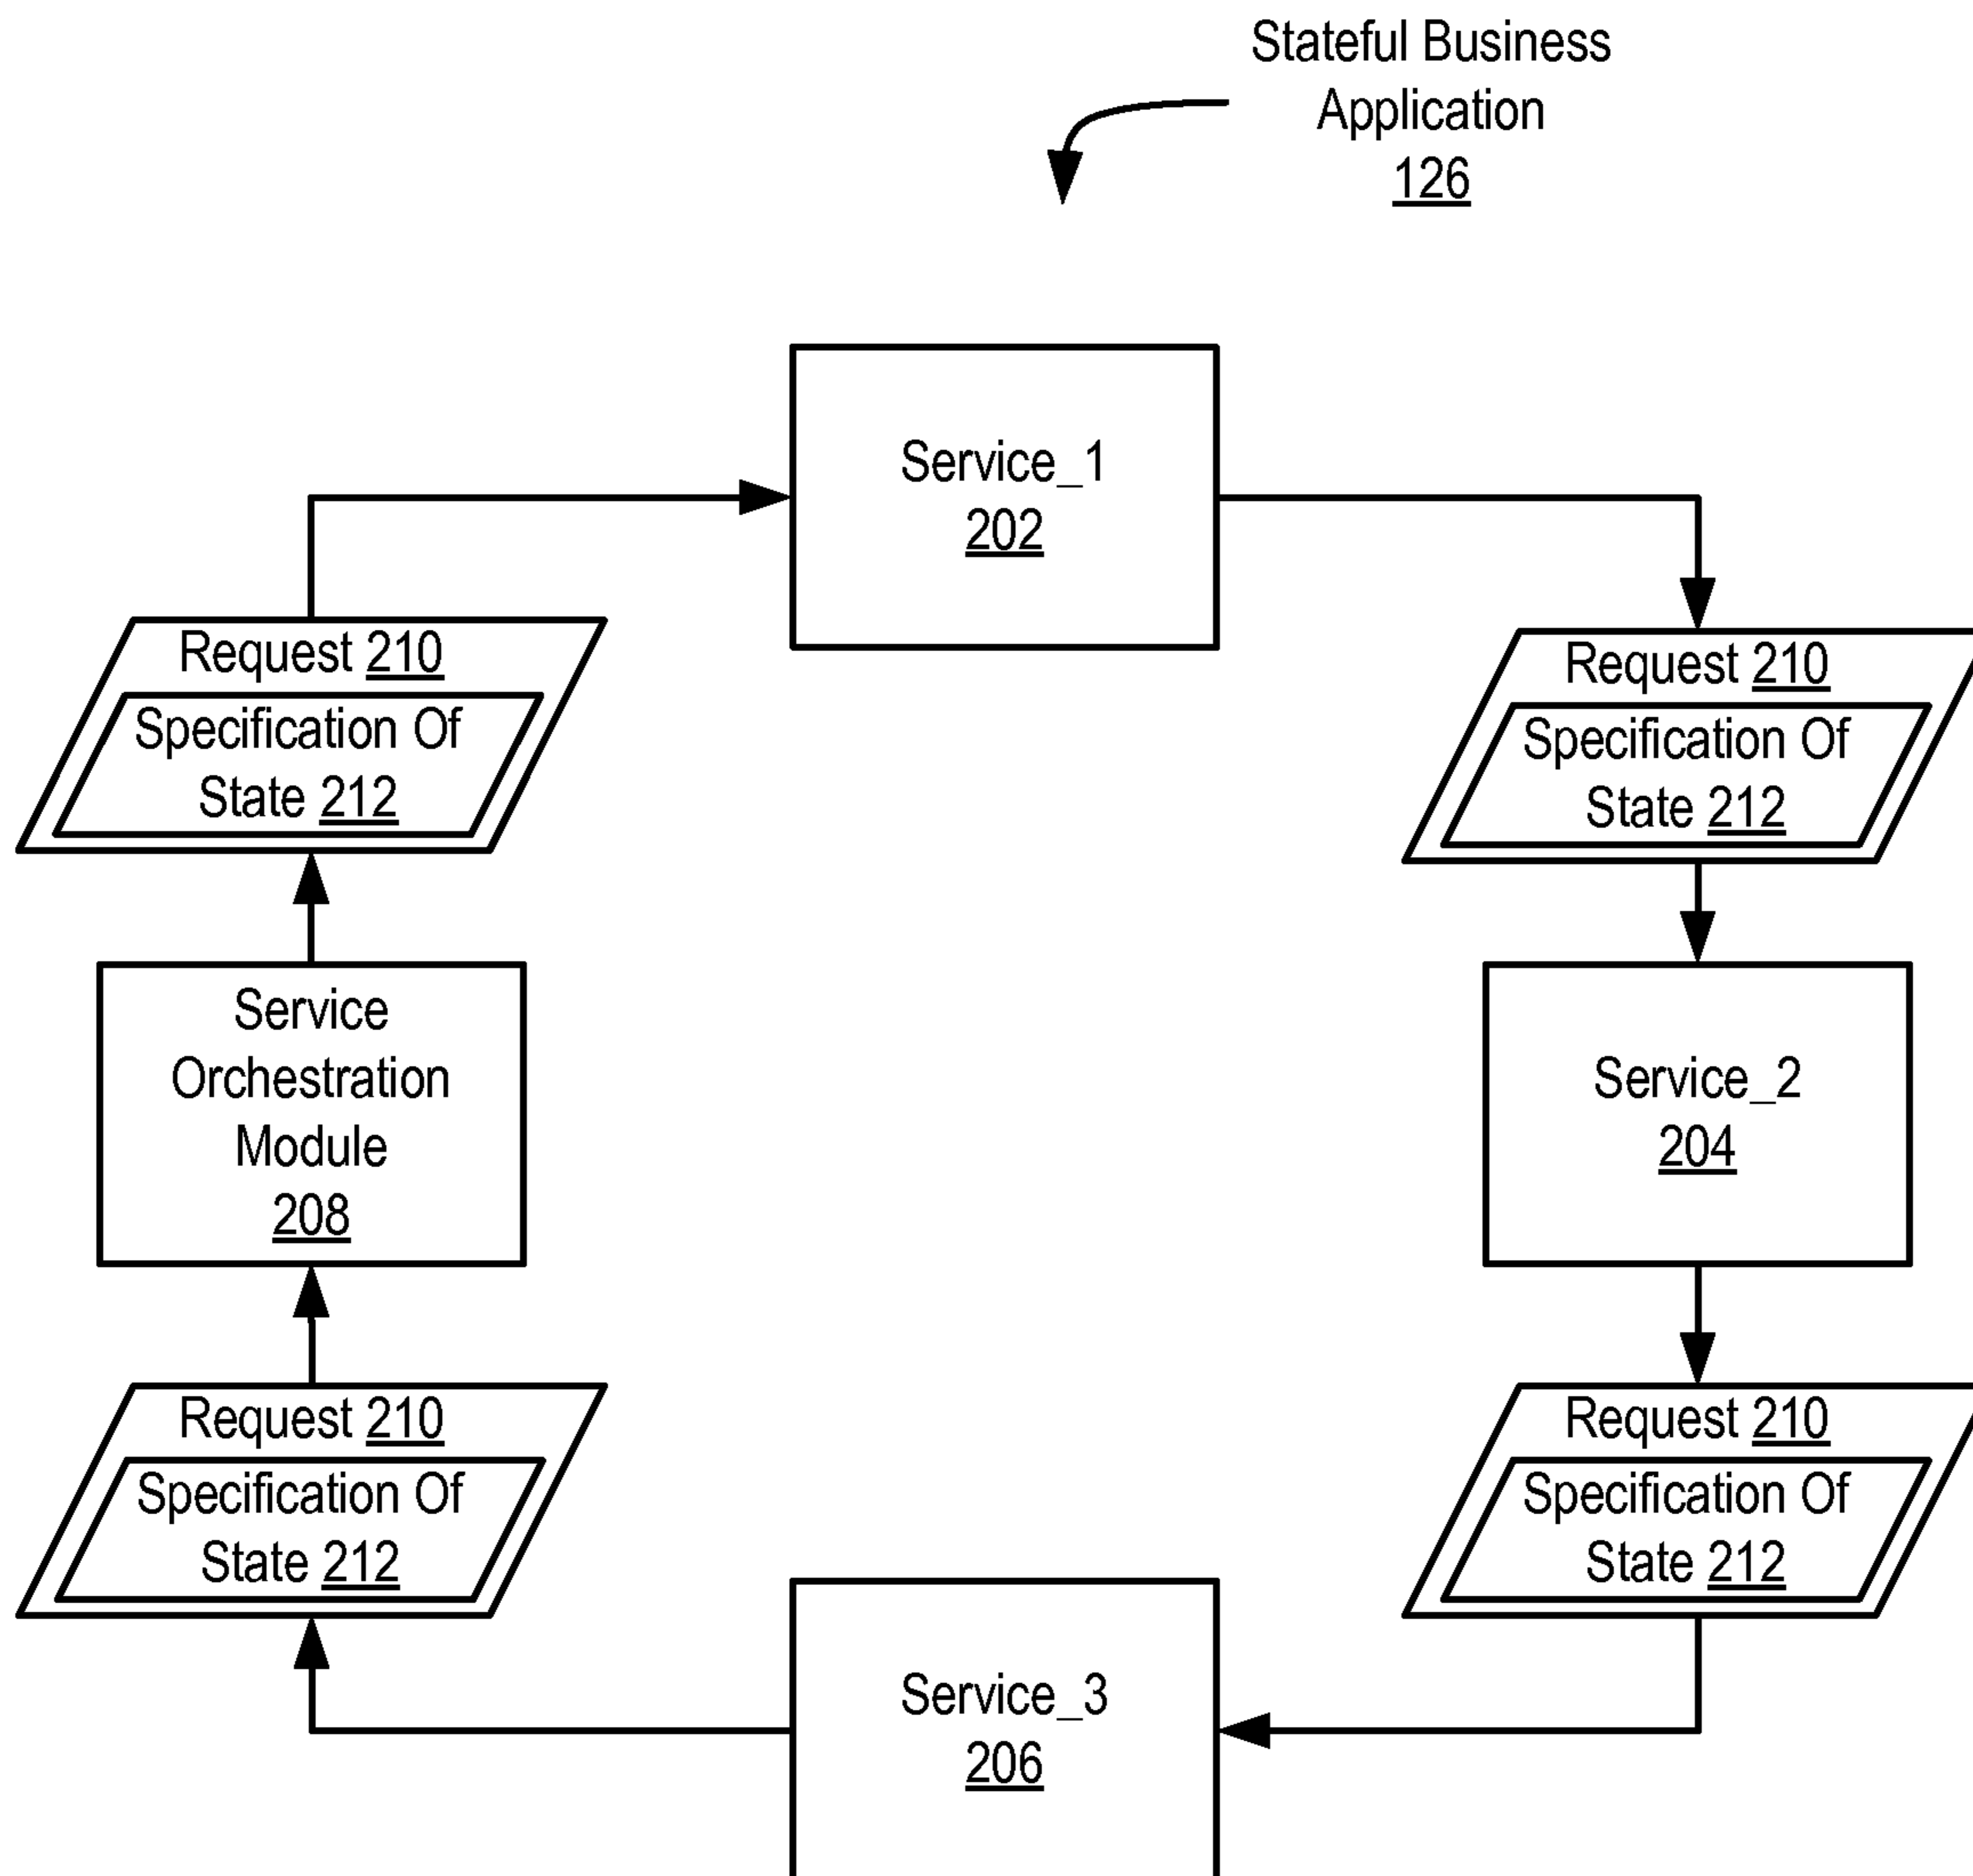 Stateful Business
Application
126
Service_1
202
Request 210
Specification Of
State 212
Request 210
Specification Of
State 212
Service
Orchestration
Module
208
Service_2
204
Request 210
Specification Of
State 212
Request 210
Specification Of
State 212
Service_3
206